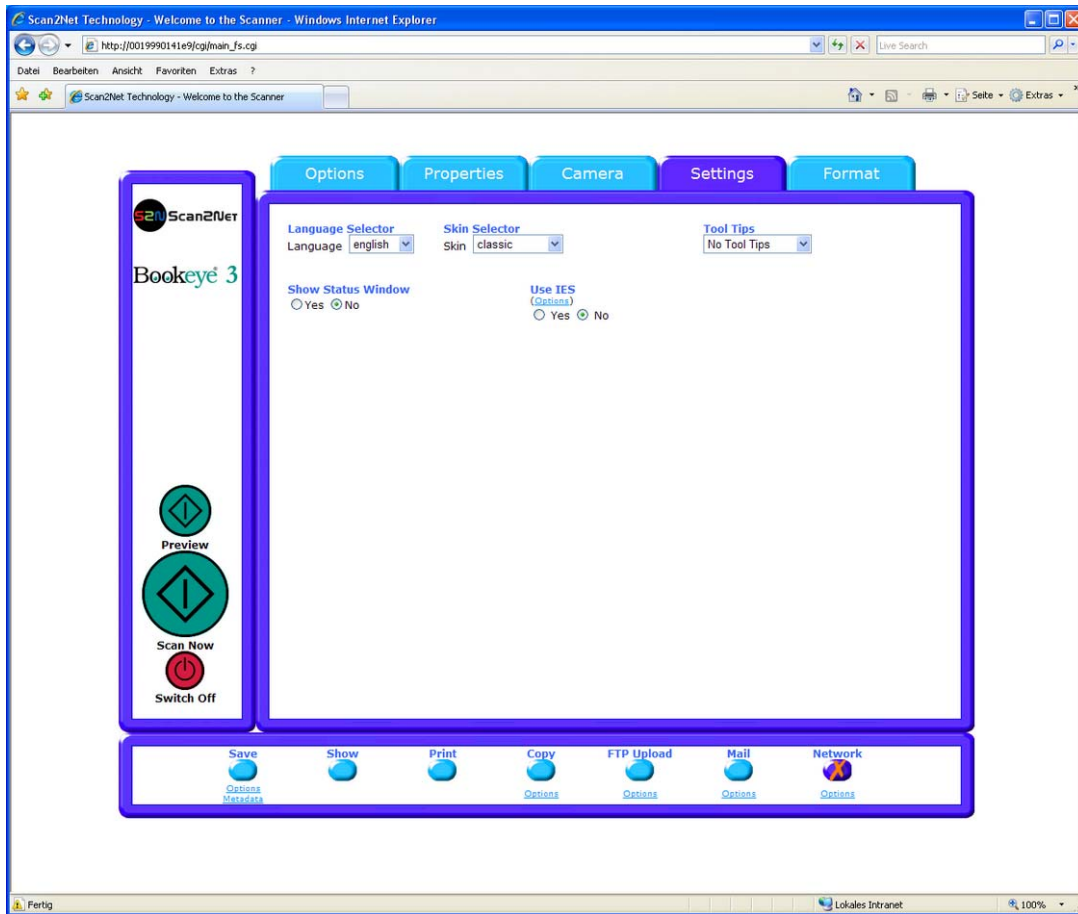 Scan2Net Technology - Welcome to the Scanner - Windows Internet Explorer
http://0019990141e9/cgi/main_fs.cgi
Live Search
Datei Bearbeiten Ansicht Favoriten Extras ?
Scan2Net Technology - Welcome to the Scanner
Seite Extras
Options Properties Camera Settings Format
S2N Scan2Net
Bookeye 3
Language Selector Skin Selector Tool Tips
Language english Skin classic No Tool Tips
Show Status Window Use IES
(Options)
Yes No
Yes No
Preview
Scan Now
Switch Off
Save Show Print Copy FTP Upload Mail Network
X
Options Options Options Options Options
Metadata
Fertig Lokales Intranet 100%